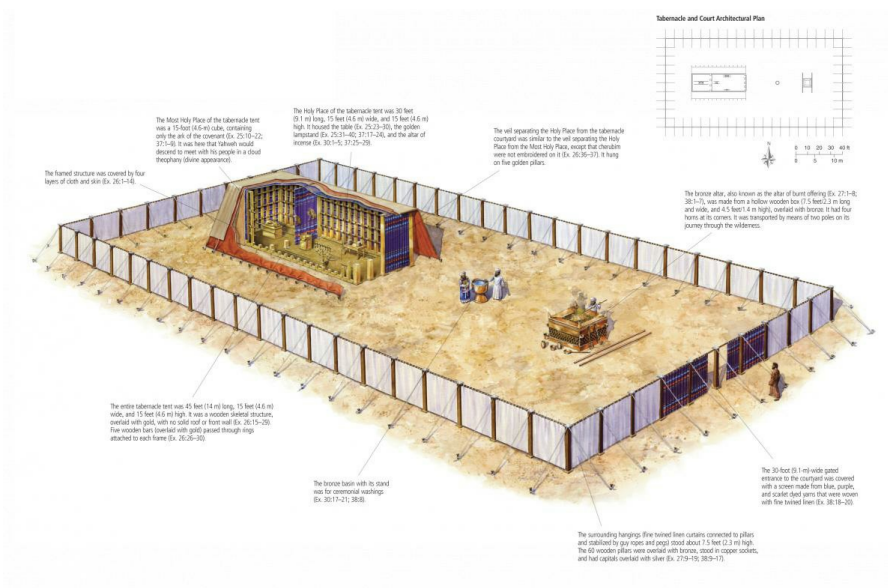 Tabernacle and Court Architectural Plan
N
0 10 20 30 40 ft
0 5 10 m
The Most Holy Place of the tabernacle tent
was a 15-foot (4.6-m) cube, containing
only the ark of the covenant (Ex. 25:10–22;
37:1–9). It was here that Yahweh would
descend to meet with his people in a cloud
theophany (divine appearance).
The Holy Place of the tabernacle tent was 30 feet
(9.1 m) long, 15 feet (4.6 m) wide, and 15 feet (4.6 m)
high. It housed the table (Ex. 25:23–30), the golden
lampstand (Ex. 25:31–40; 37:17–24), and the altar of
incense (Ex. 30:1–5; 37:25–29).
The veil separating the Holy Place from the tabernacle
courtyard was similar to the veil separating the Holy
Place from the Most Holy Place, except that cherubim
were not embroidered on it (Ex. 26:36–37). It hung
on five golden pillars.
The framed structure was covered by four
layers of cloth and skin (Ex. 26:1–14).
The bronze altar, also known as the altar of burnt offering (Ex. 27:1–8;
38:1–7), was made from a hollow wooden box (7.5 feet/2.3 m long
and wide, and 4.5 feet/1.4 m high), overlaid with bronze. It had four
horns at its corners. It was transported by means of two poles on its
journey through the wilderness.
The entire tabernacle tent was 45 feet (14 m) long, 15 feet (4.6 m)
wide, and 15 feet (4.6 m) high. It was a wooden skeletal structure,
overlaid with gold, with no solid roof or front wall (Ex. 26:15–29)
Five wooden bars (overlaid with gold) passed through rings
attached to each frame (Ex. 26:26–30).
The bronze basin with its stand
was for ceremonial washings
(Ex. 30:17–21; 38:8).
The 30-foot (9.1-m)-wide gated
entrance to the courtyard was covered
with a screen made from blue, purple,
and scarlet dyed yarns that were woven
with fine twined linen (Ex. 38:18–20).
The surrounding hangings (fine twined linen curtains connected to pillars
and stabilized by guy ropes and pegs) stood about 7.5 feet (2.3 m) high.
The 60 wooden pillars were overlaid with bronze, stood in copper sockets,
and had capitals overlaid with silver (Ex. 27:9–19; 38:9–17).